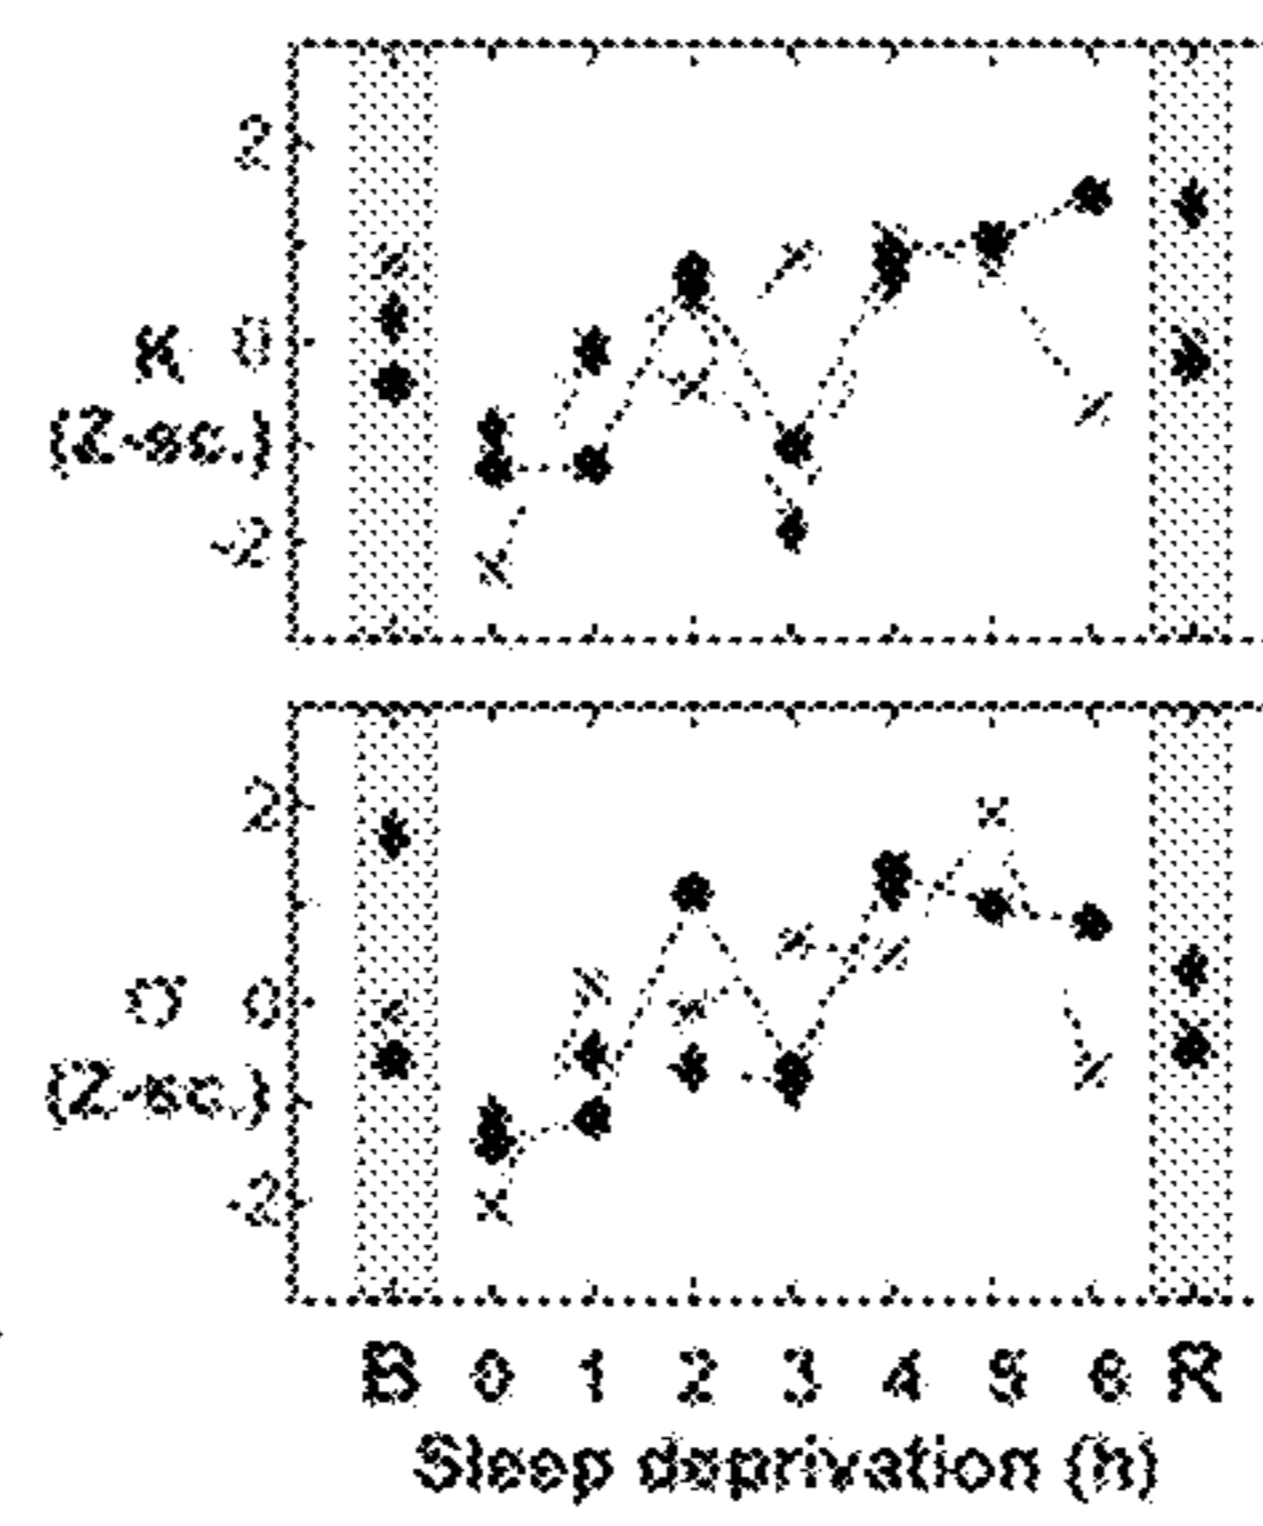 2
κ 0
(Z-sc.)
-2
2
σ 0
(Z-sc.)
-2
B 0 1 2 3 4 5 6 R
Sleep deprivation (h)